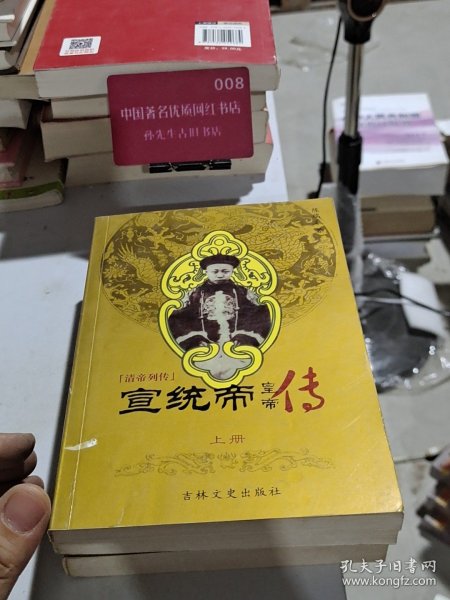 008
中国著名优质网红书店
孙先生古旧书店
「清帝列传」
宣统帝皇帝传
上册
吉林文史出版社
孔夫子旧书网
www.kongfz.com